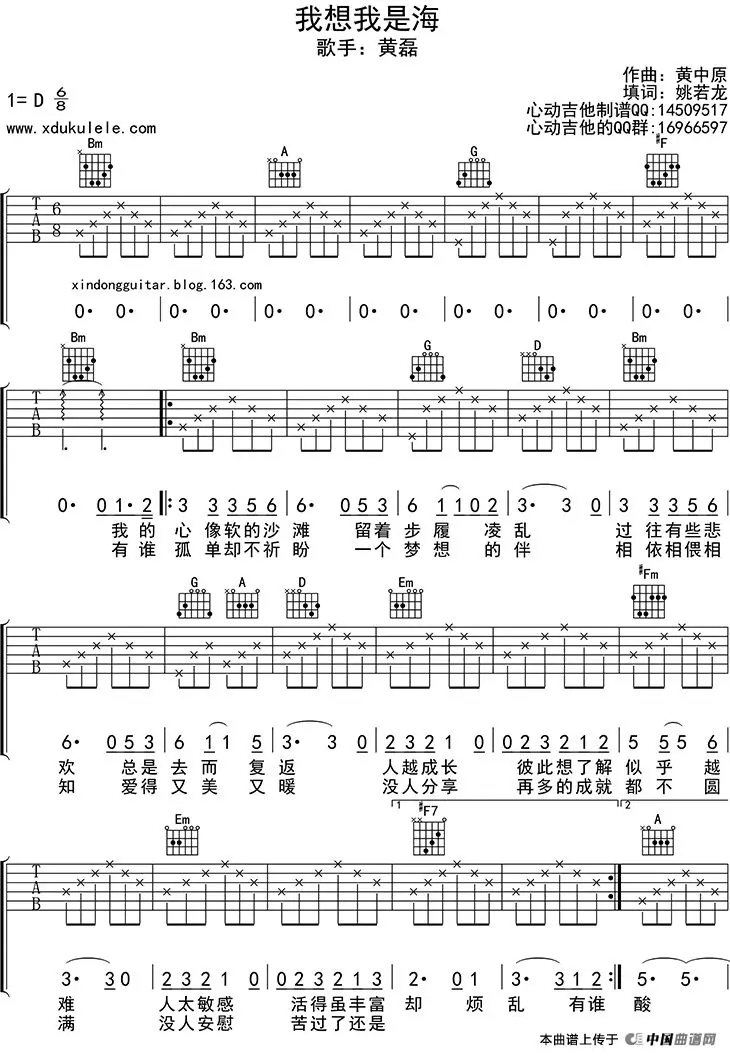 我想我是海
歌手：黄磊
作曲：黄中原
1= D 6/8
填词：姚若龙
心动吉他制谱QQ:14509517
www.xdukulele.com
心动吉他的QQ群:16966597
Bm A G #F
T A B 6 8
xindongguitar.blog.163.com
0· 0· | 0· 0· | 0· 0· | 0· 0· | 0· 0· | 0· 0· | 0· 0·
Bm Bm G D Bm
T A B
0· 0 1·2 |: 3 3 3 5 6 | 6· 0 5 3 | 6 1 1 0 2 | 3· 3 0 | 3 3 3 5 6
我的心像软的沙滩 留着步履 凌乱 过往有些悲
有谁孤单却不祈盼 一个梦想 的伴 相依相偎相
G A D Em #Fm
T A B
6· 0 5 3 | 6 1 1 5 | 3· 3 0 | 3 2 1 0 | 0 2 3 2 1 2 | 5 5 5 6
欢 总是去而复返 人越成长 彼此想了解似乎越
知 爱得又美又暖 没人分享 再多的成就都不圆
1 2
Em #F7 A
T A B
3· 3 0 | 2 3 2 1 0 | 0 2 3 2 1 3 | 2· 0 1 | 3· 3 1 2 :| 5· 5·
难 人太敏感 活得虽丰富却 烦乱 有谁酸
满 没人安慰 苦过了还是
本曲谱上传于 中国曲谱网